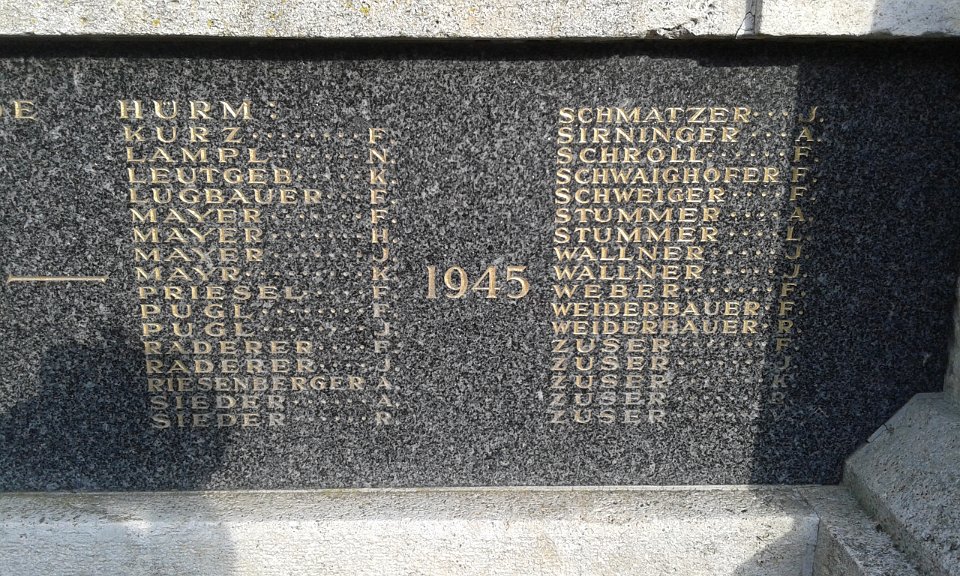 DE HURM:
KURZ········F.
LAMPL·······N.
LEUTGEB·····K.
LUGBAUER····F.
MAYER·······F.
MAYER·······H.
MAYER·······J.
MAYR········K.
PRIESEL·····F.
PUGL········F.
PUGL········J.
RADERER·····F.
RADERER·····J.
RIESENBERGER A.
SIEDER······A.
SIEDER······R.
— 1945
SCHMATZER···J.
SIRNINGER···A.
SCHROLL·····F.
SCHWAIGHOFER F.
SCHWEIGER···F.
STUMMER·····A.
STUMMER·····L.
WALLNER·····J.
WALLNER·····J.
WEBER·······F.
WEIDERBAUER·F.
WEIDERBAUER·R.
ZUSER·······F.
ZUSER·······J.
ZUSER·······K.
ZUSER·······R.
ZUSER